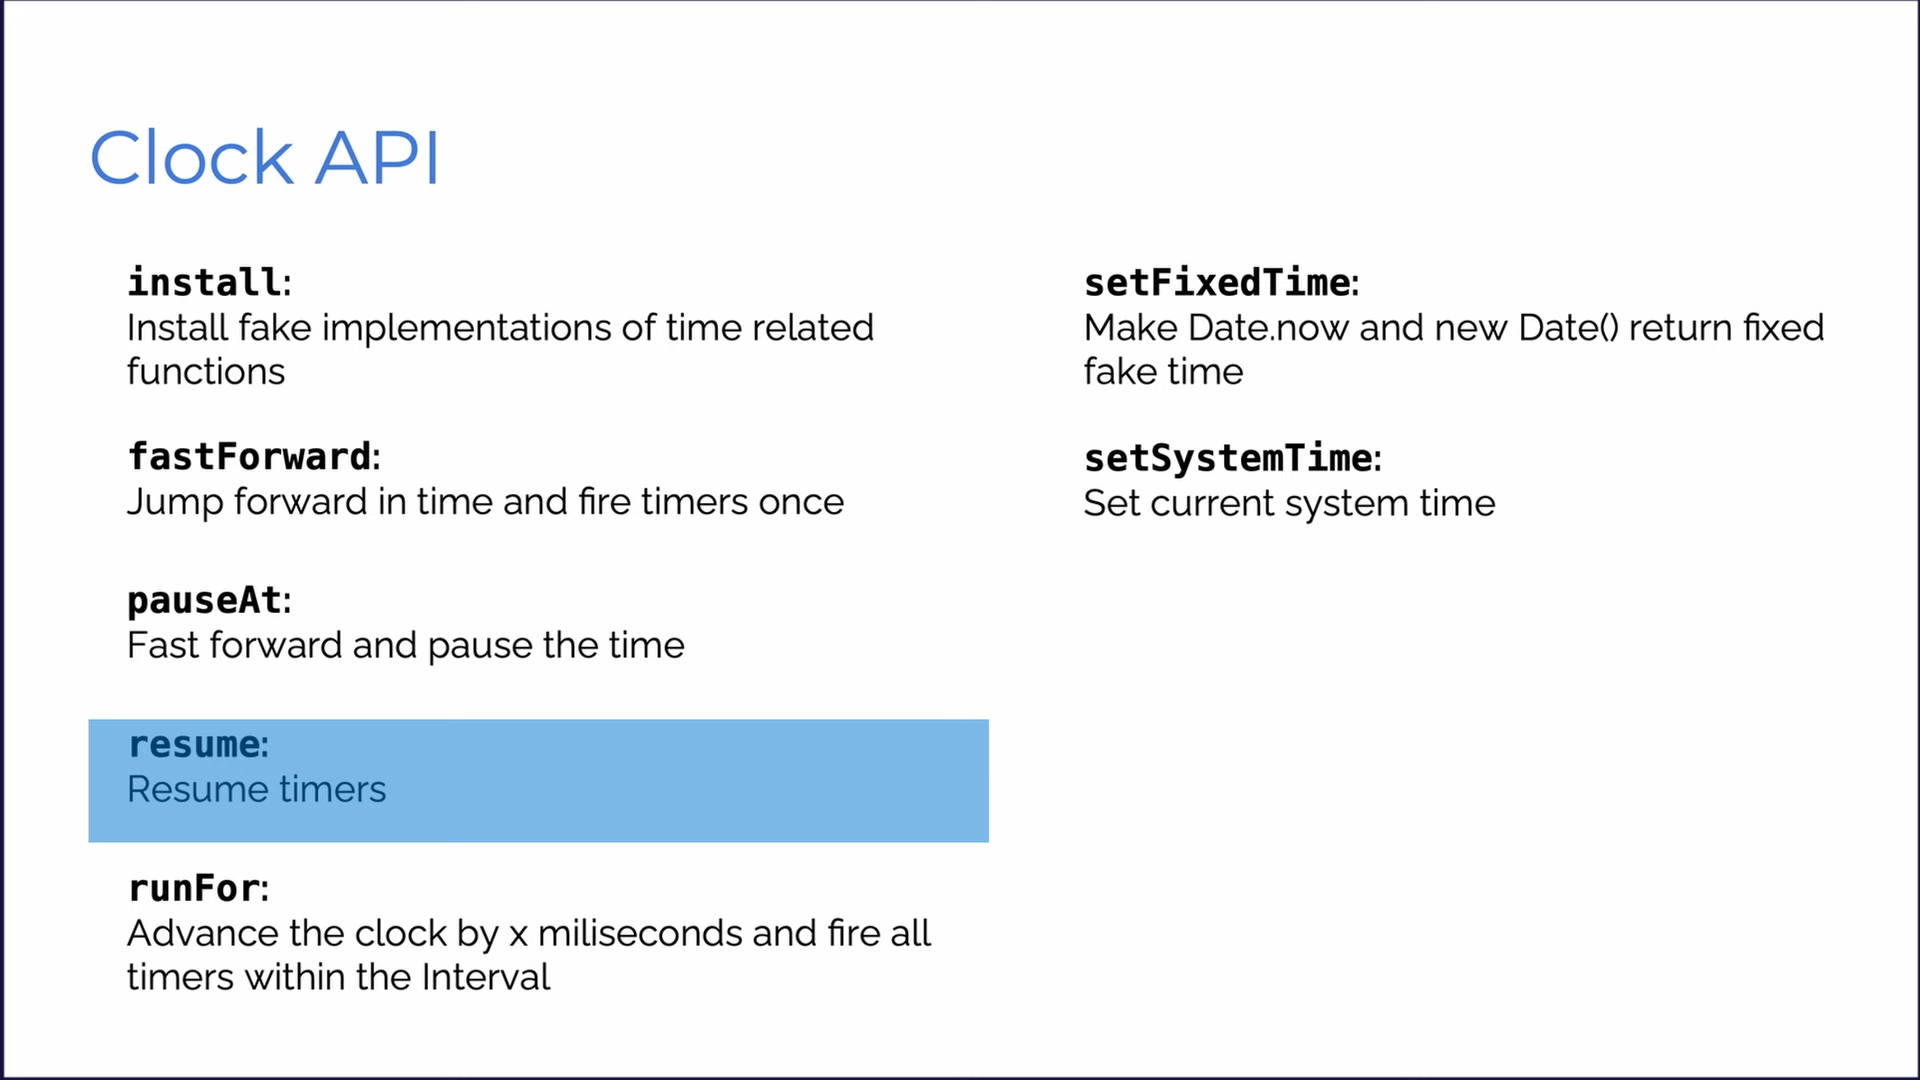 Clock API
install:
Install fake implementations of time related
functions
fastForward:
Jump forward in time and fire timers once
pauseAt:
Fast forward and pause the time
resume:
Resume timers
runFor:
Advance the clock by x miliseconds and fire all
timers within the Interval
setFixedTime:
Make Date.now and new Date() return fixed
fake time
setSystemTime:
Set current system time